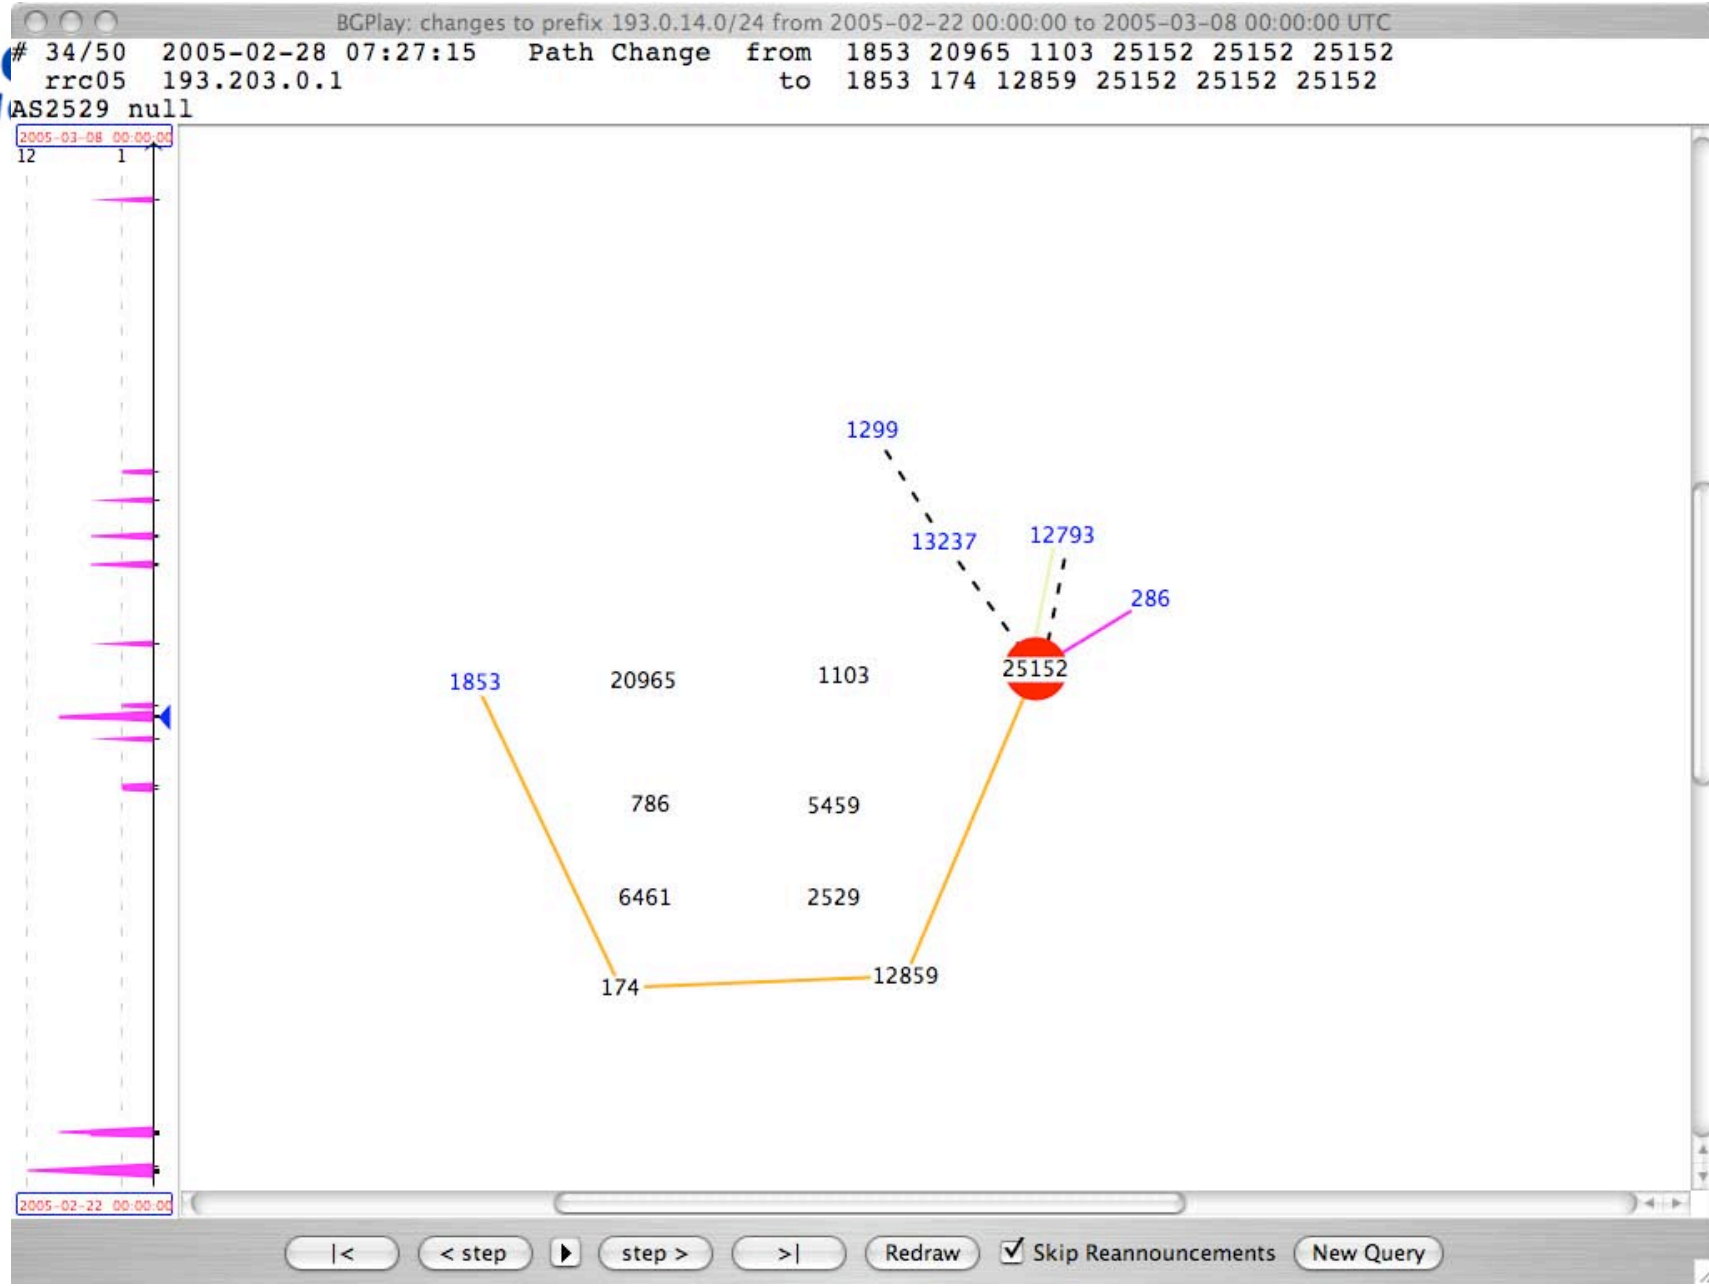 BGPlay: changes to prefix 193.0.14.0/24 from 2005-02-22 00:00:00 to 2005-03-08 00:00:00 UTC
# 34/50 2005-02-28 07:27:15 Path Change from 1853 20965 1103 25152 25152 25152
rrc05 193.203.0.1 to 1853 174 12859 25152 25152 25152
AS2529 null
2005-03-08 00:00:00
12 1
1299
13237 12793
286
1853 20965 1103 25152
786 5459
6461 2529
174 12859
2005-02-22 00:00:00
|< < step step > >| Redraw Skip Reannouncements New Query